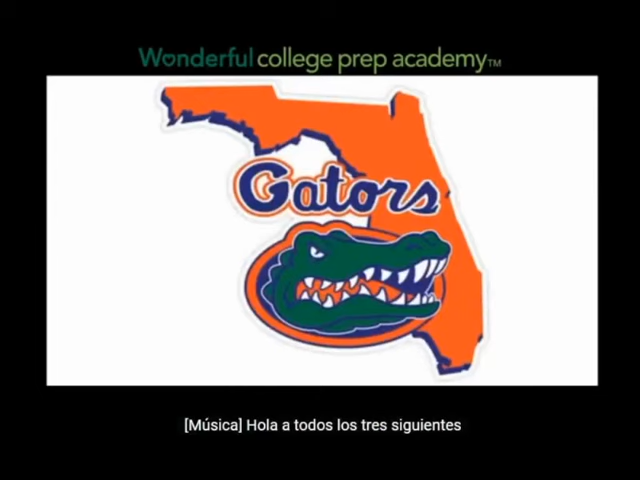 Wonderful college prep academy™
Gators
[Música] Hola a todos los tres siguientes